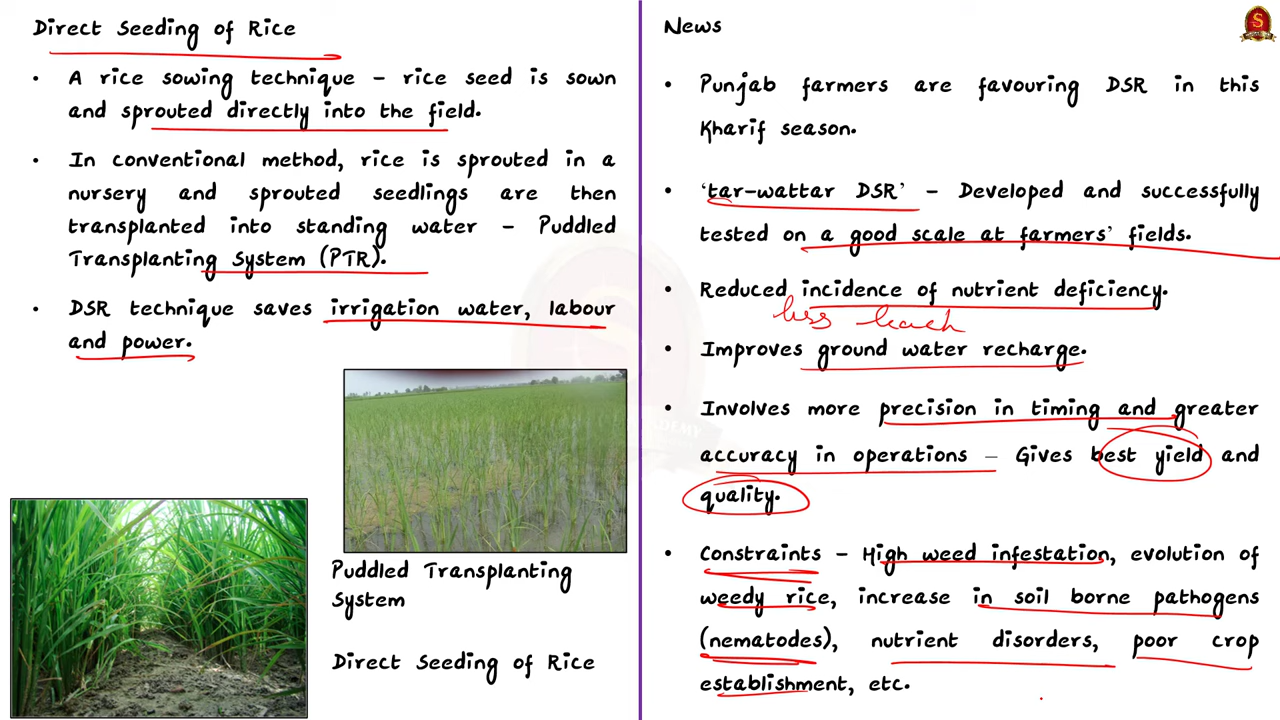 Direct Seeding of Rice
• A rice sowing technique – rice seed is sown
and sprouted directly into the field.
• In conventional method, rice is sprouted in a
nursery and sprouted seedlings are then
transplanted into standing water – Puddled
Transplanting System (PTR).
• DSR technique saves irrigation water, labour
and power.
Puddled Transplanting
System
Direct Seeding of Rice
News
• Punjab farmers are favouring DSR in this
Kharif season.
• ‘tar-wattar DSR’ – Developed and successfully
tested on a good scale at farmers’ fields.
• Reduced incidence of nutrient deficiency.
less leach
• Improves ground water recharge.
• Involves more precision in timing and greater
accuracy in operations – Gives best yield and
quality.
• Constraints – High weed infestation, evolution of
weedy rice, increase in soil borne pathogens
(nematodes), nutrient disorders, poor crop
establishment, etc.